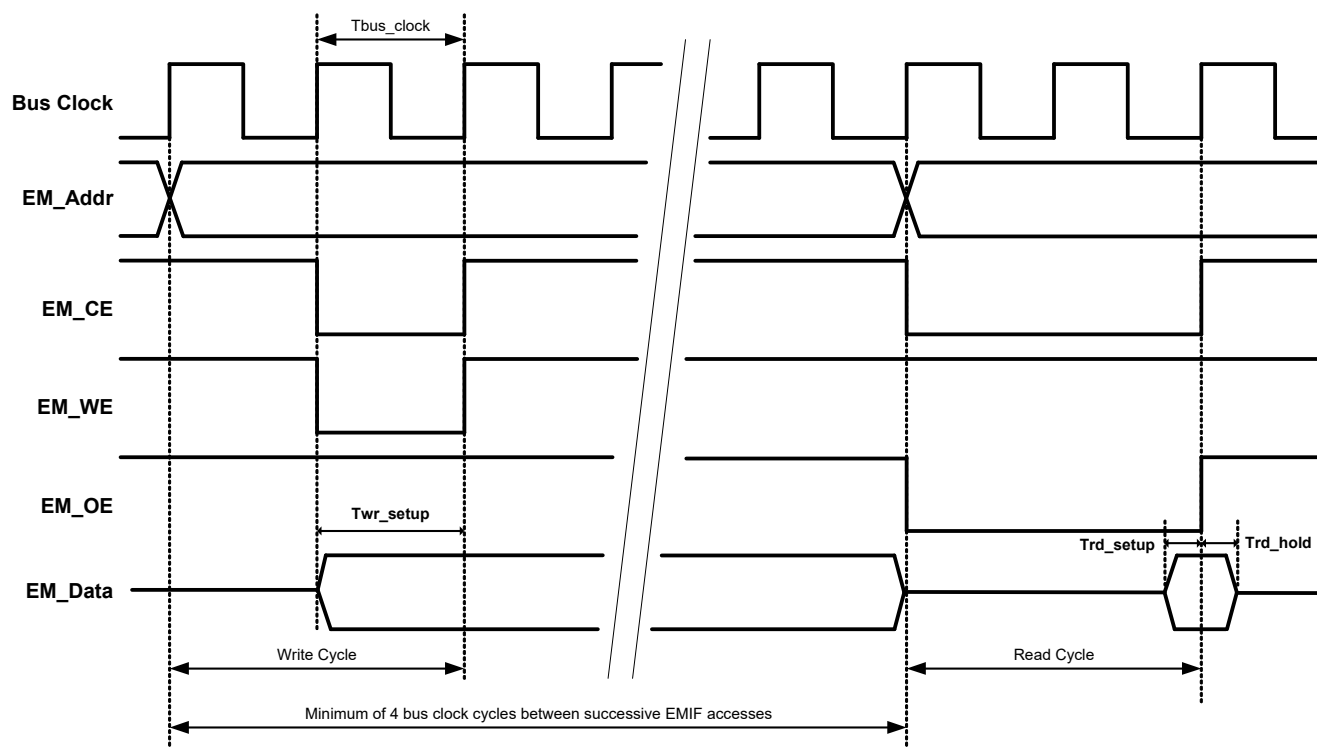 Tbus_clock
Bus Clock
EM_Addr
EM_CE
EM_WE
EM_OE
Twr_setup
Trd_setup
Trd_hold
EM_Data
Write Cycle
Read Cycle
Minimum of 4 bus clock cycles between successive EMIF accesses